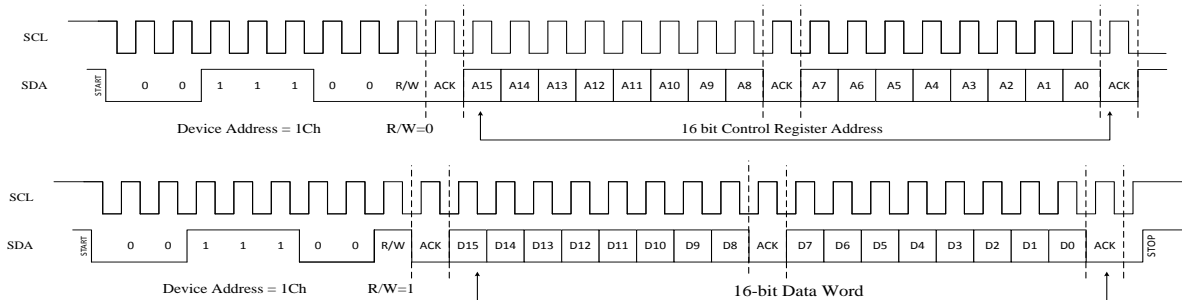 SCL
SDA START 0 0 1 1 1 0 0 R/W ACK A15 A14 A13 A12 A11 A10 A9 A8 ACK A7 A6 A5 A4 A3 A2 A1 A0 ACK
Device Address = 1Ch R/W=0 16 bit Control Register Address
SCL
SDA START 0 0 1 1 1 0 0 R/W ACK D15 D14 D13 D12 D11 D10 D9 D8 ACK D7 D6 D5 D4 D3 D2 D1 D0 ACK STOP
Device Address = 1Ch R/W=1 16-bit Data Word